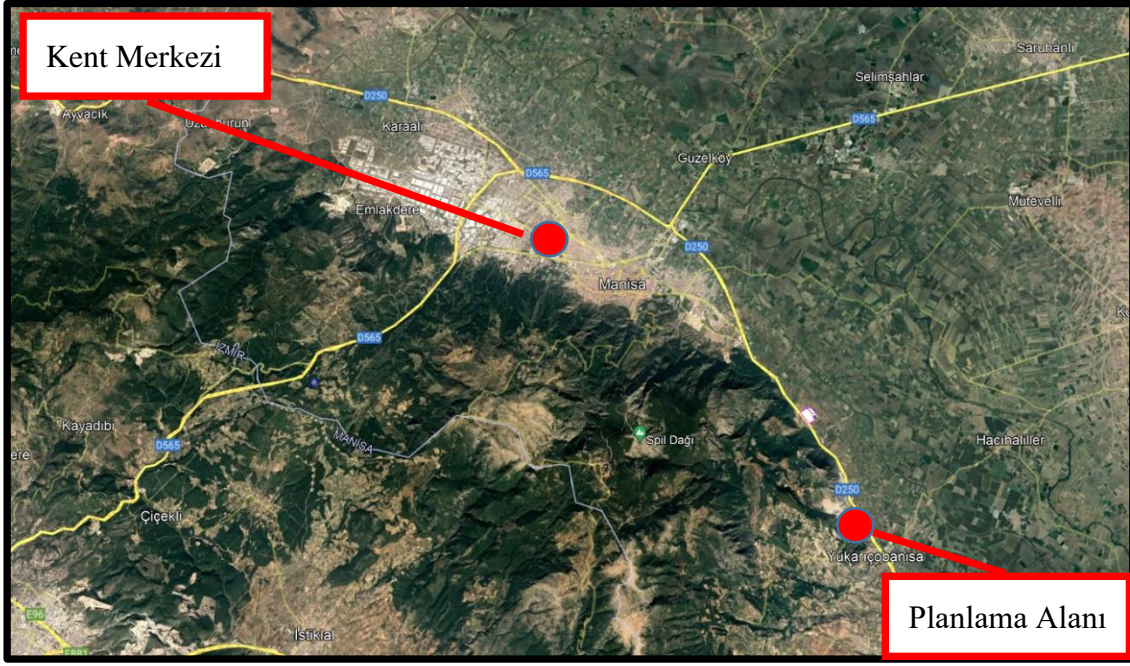 Kent Merkezi
Saruhanlı
Selimşahlar
D250
Ayvacık
Karaali
D565
Güzelköy
D565
Mütevelli
Emlakdere
D250
Manisa
İZMİR
D565
Kayadibi
MANİSA
Spil Dağı
Hacıhaliller
D565
D250
Çiçekli
Yukarıçobanisa
E96
İstiklal
E881
Planlama Alanı